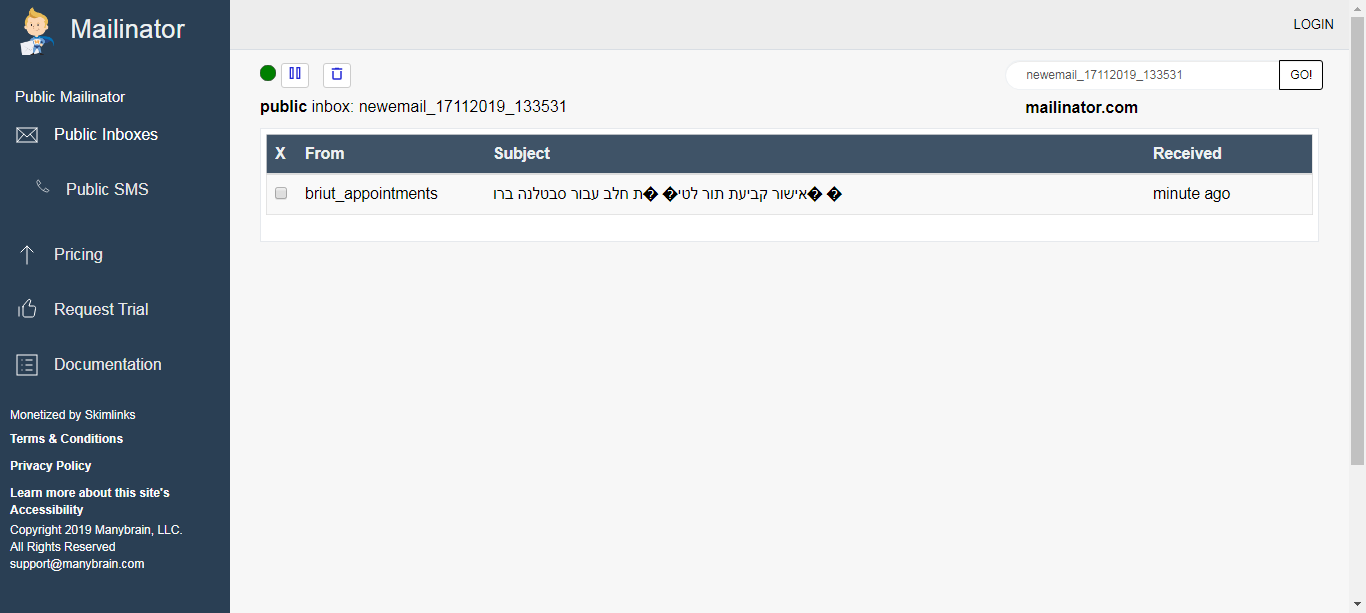 Mailinator
LOGIN
Public Mailinator
Public Inboxes
Public SMS
Pricing
Request Trial
Documentation
Monetized by Skimlinks
Terms & Conditions
Privacy Policy
Learn more about this site's
Accessibility
Copyright 2019 Manybrain, LLC.
All Rights Reserved
support@manybrain.com
newemail_17112019_133531 GO!
public inbox: newemail_17112019_133531
mailinator.com
X From Subject Received
briut_appointments
� �אישור קביעת תור לטי� �ת חלב עבור סבטלנה ברו
minute ago